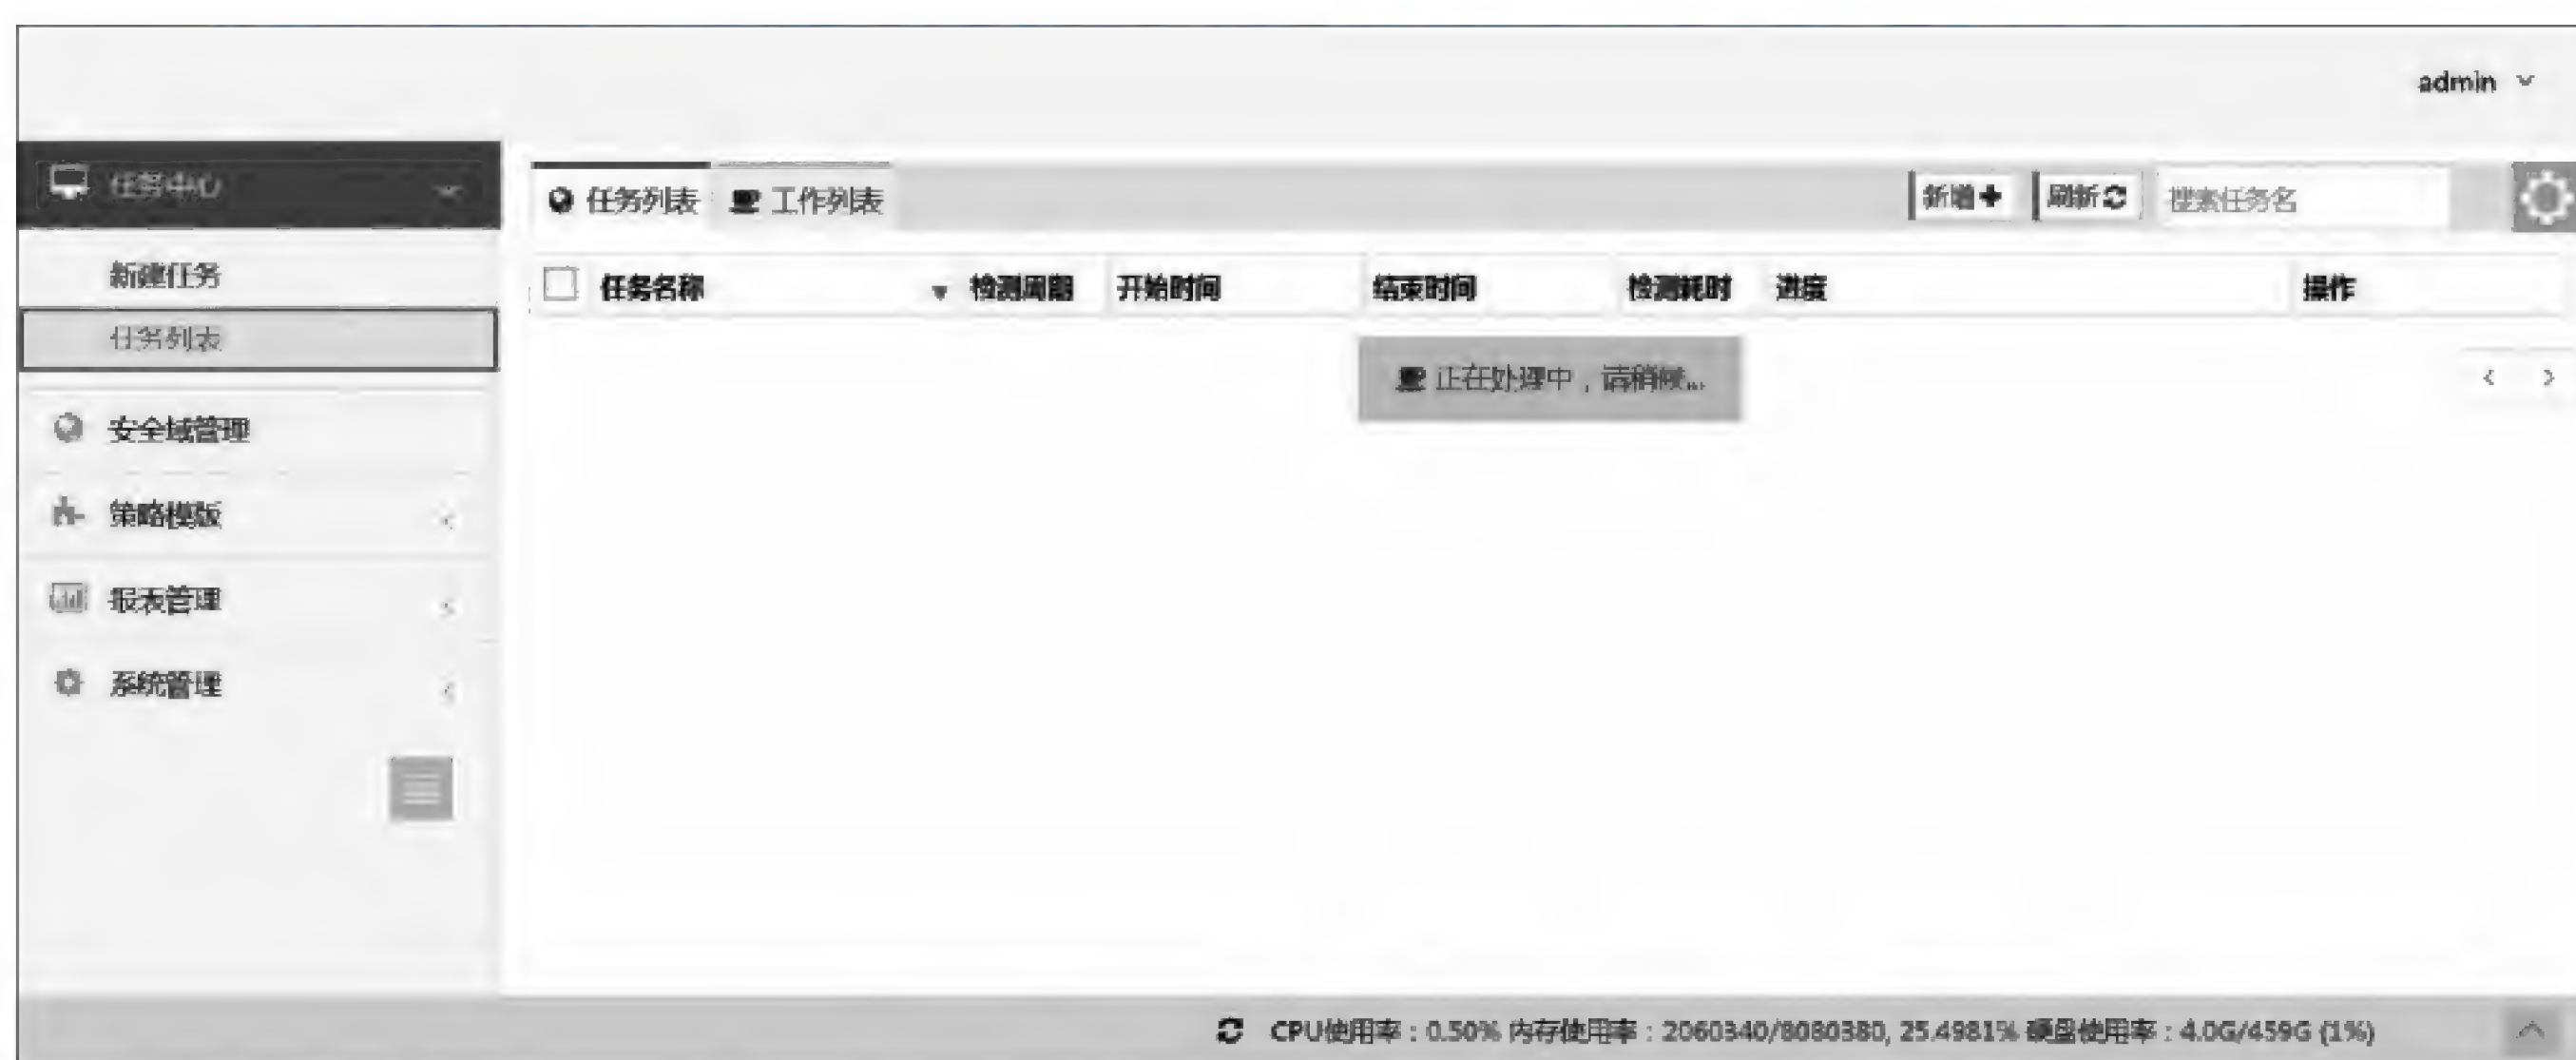 admin
任务中心
新建任务
任务列表
安全域管理
策略模版
报表管理
系统管理
任务列表 工作列表 新增 刷新 搜索任务名
任务名称 检测周期 开始时间 结束时间 检测耗时 进度 操作
正在处理中，请稍候...
CPU使用率：0.50% 内存使用率：2060340/8080380, 25.4981% 硬盘使用率：4.0G/459G (1%)